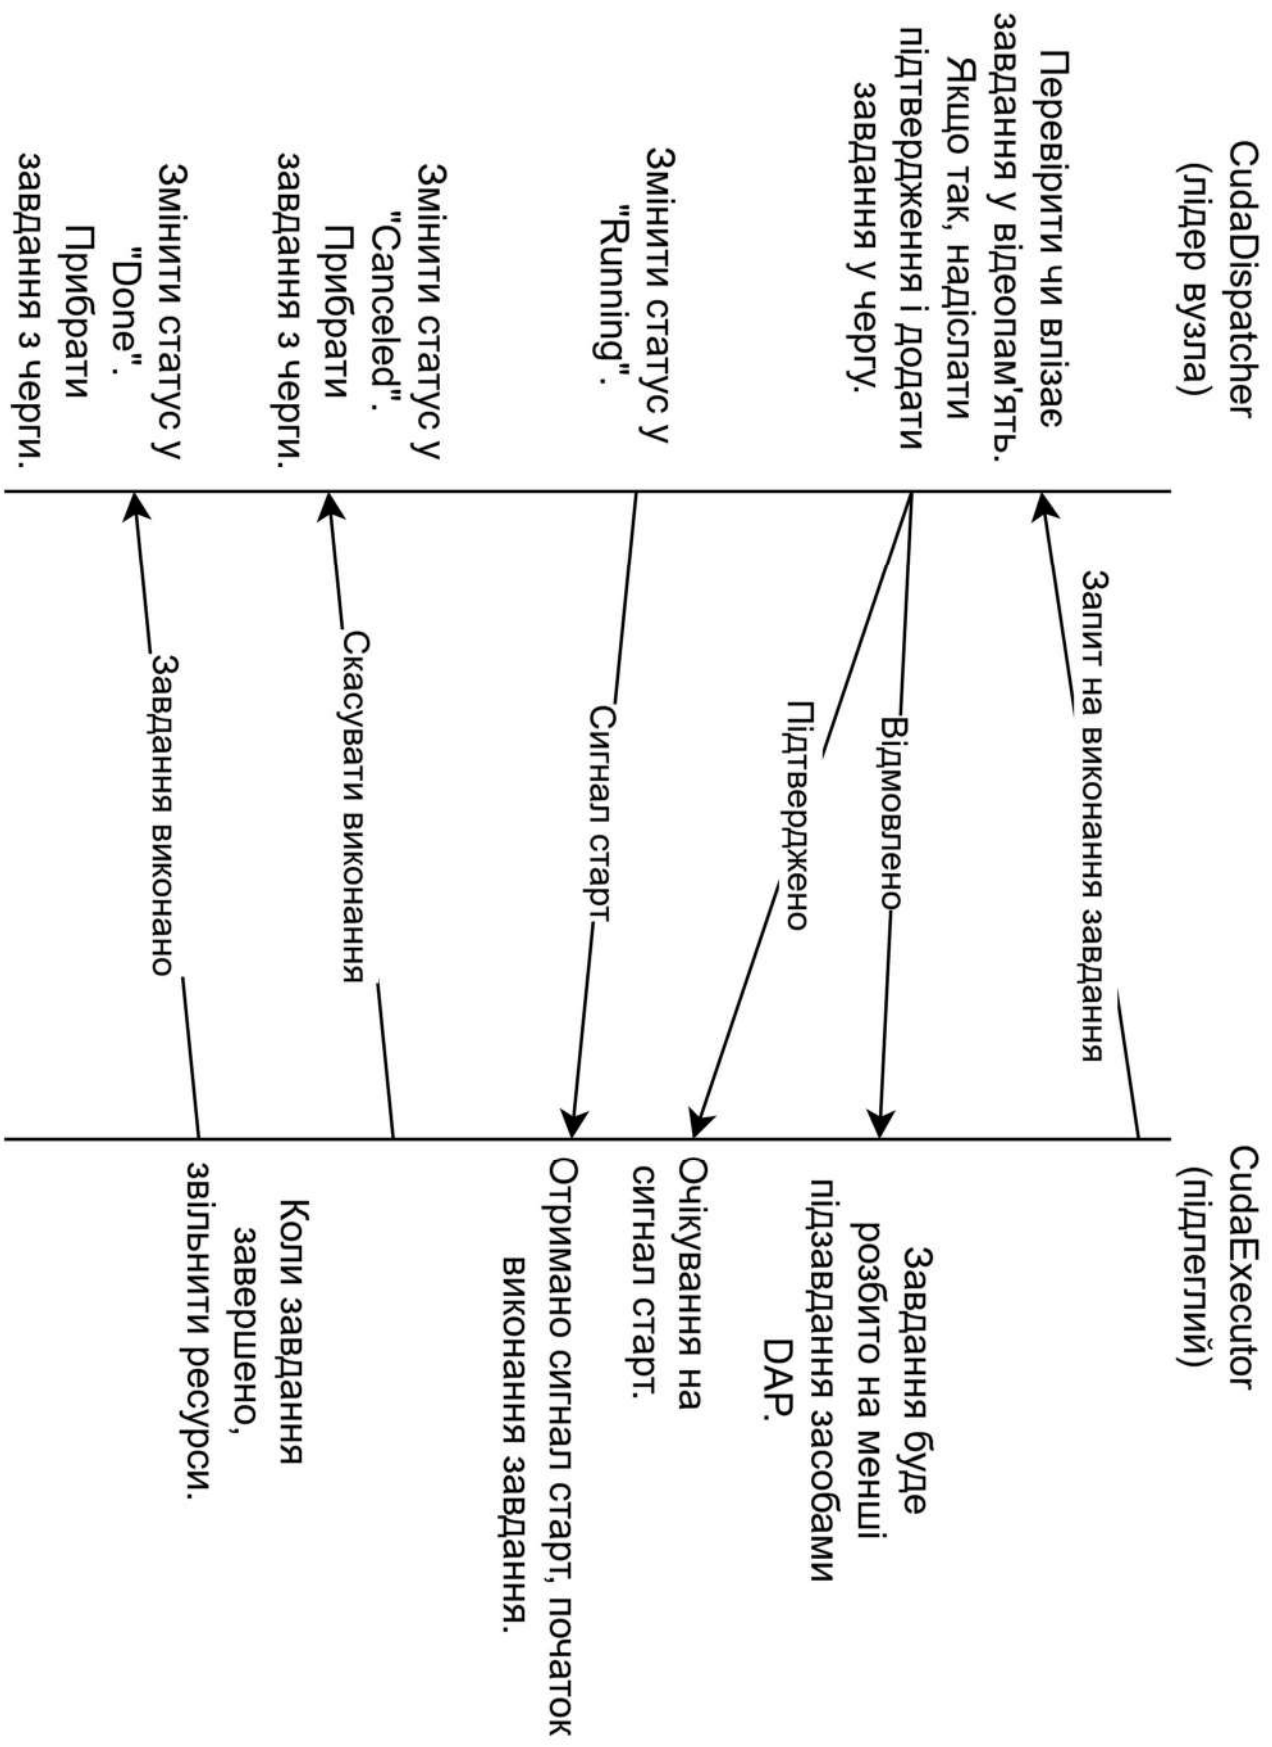 CudaDispatcher
(лідер вузла)
CudaExecutor
(підлеглий)
Запит на виконання завдання
Перевірити чи влізає
завдання у відеопам'ять.
Якщо так, надіслати
підтвердження і додати
завдання у чергу.
Відмовлено
Завдання буде
розбито на менші
підзавдання засобами
DAP.
Підтверджено
Очікування на
сигнал старт.
Змінити статус у
"Running".
Сигнал старт
Отримано сигнал старт, початок
виконання завдання.
Змінити статус у
"Canceled".
Прибрати
завдання з черги.
Скасувати виконання
Коли завдання
завершено,
звільнити ресурси.
Завдання виконано
Змінити статус у
"Done".
Прибрати
завдання з черги.